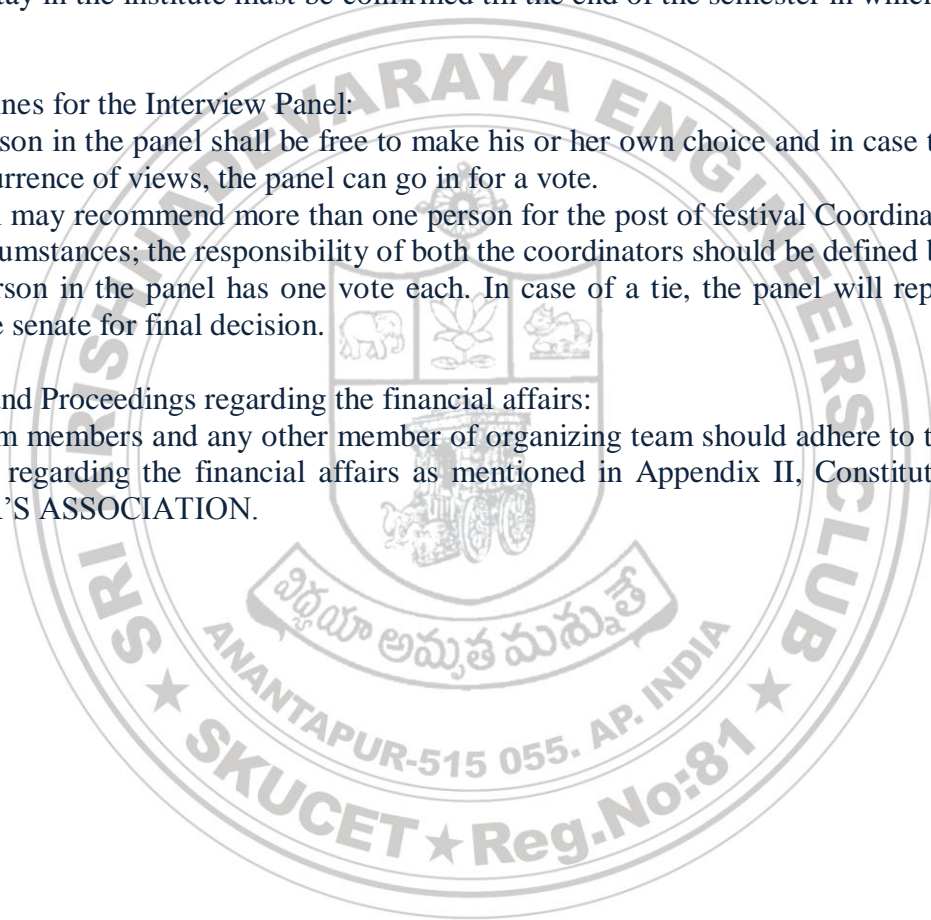 tay in the institute must be confirmed till the end of the semester in which
nes for the Interview Panel:
son in the panel shall be free to make his or her own choice and in case t
urrence of views, the panel can go in for a vote.
may recommend more than one person for the post of festival Coordina
cumstances; the responsibility of both the coordinators should be defined b
rson in the panel has one vote each. In case of a tie, the panel will rep
e senate for final decision.
nd Proceedings regarding the financial affairs:
m members and any other member of organizing team should adhere to t
regarding the financial affairs as mentioned in Appendix II, Constitut
'S ASSOCIATION.
SRI KRISHNADEVARAYA ENGINEERS CLUB
విద్యయా అమృత మశ్నుతే
ANANTAPUR-515 055. AP. INDIA
SKUCET ★ Reg.No:81